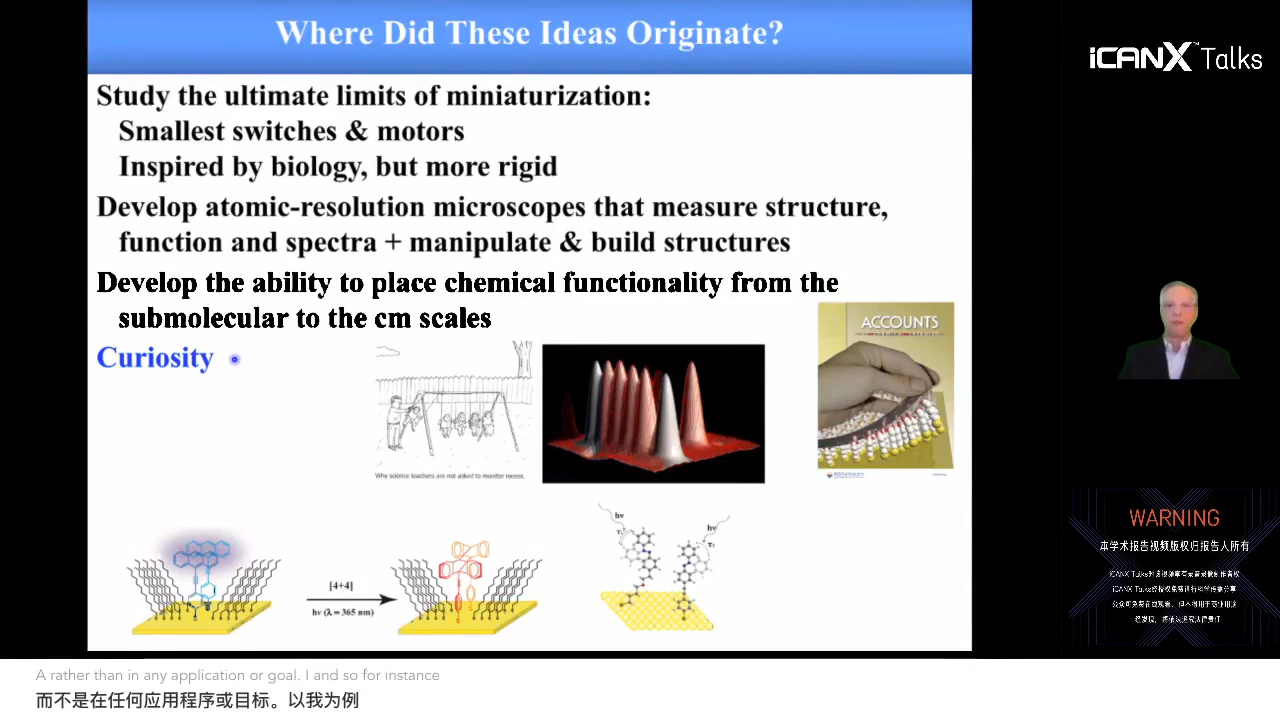 Where Did These Ideas Originate?
iCANX Talks
Study the ultimate limits of miniaturization:
Smallest switches & motors
Inspired by biology, but more rigid
Develop atomic-resolution microscopes that measure structure,
function and spectra + manipulate & build structures
Develop the ability to place chemical functionality from the
submolecular to the cm scales
Curiosity
ACCOUNTS
Why science teachers are not asked to monitor recess.
[4+4]
hν (λ = 365 nm)
hν
hν
WARNING
本学术报告视频版权归报告人所有
A rather than in any application or goal. I and so for instance
而不是在任何应用程序或目标。以我为例